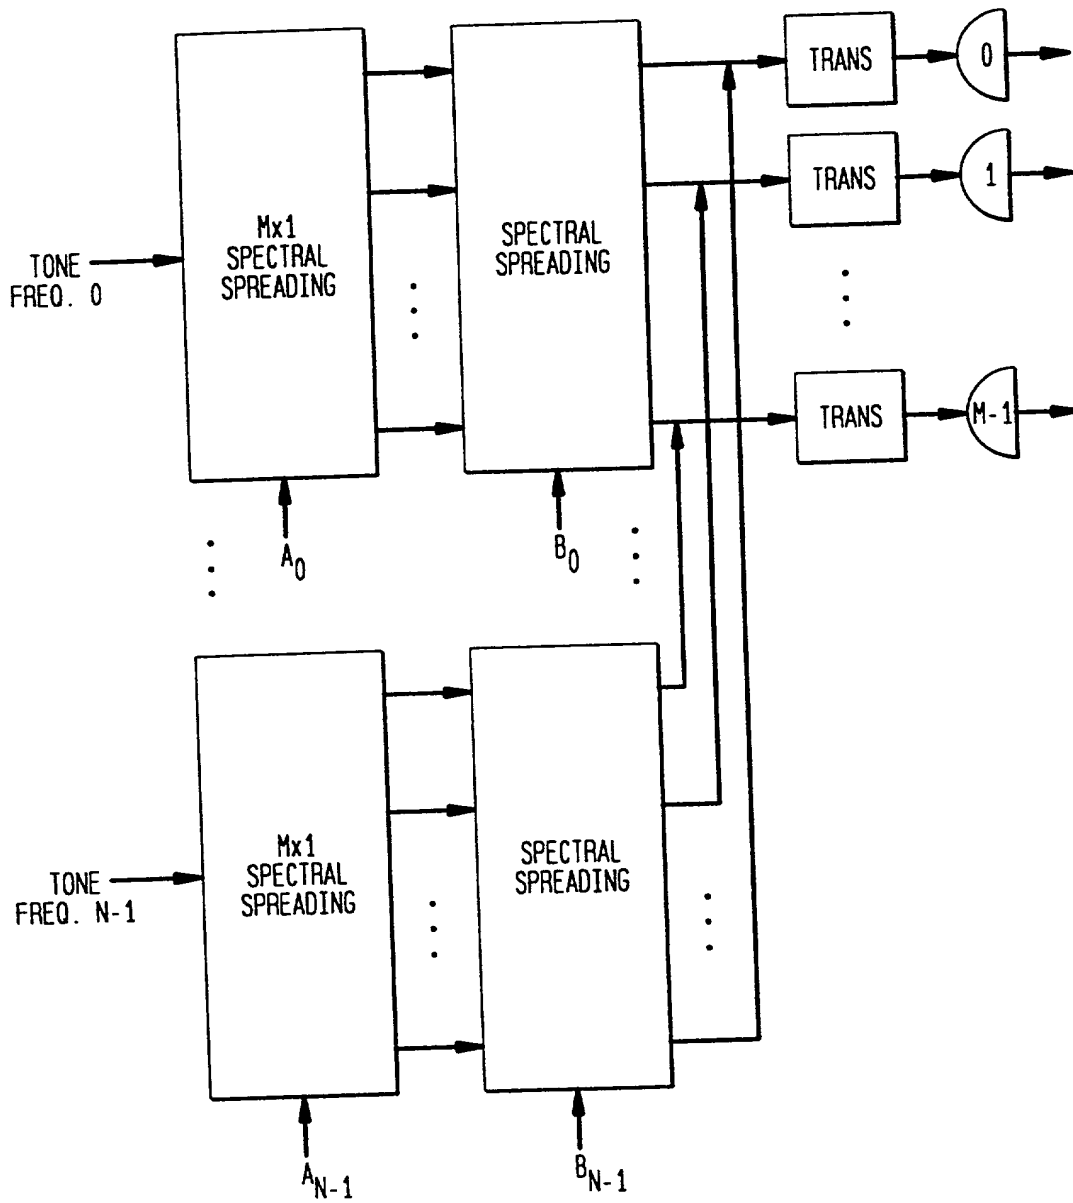 TRANS
0
TRANS
1
Mx1
SPECTRAL
SPREADING
SPECTRAL
SPREADING
TONE
FREQ. 0
TRANS
M-1
A0
B0
Mx1
SPECTRAL
SPREADING
SPECTRAL
SPREADING
TONE
FREQ. N-1
AN-1
BN-1